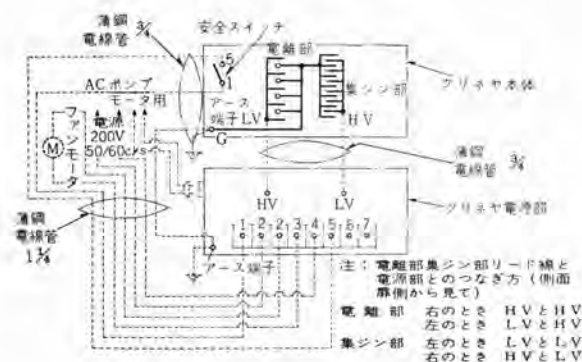 薄鋼
電線管 3/4
安全スイッチ
5
1
電離部
集ジン部
クリネヤ本体
ACポンプ
モータ用
アース
端子 LV
HV
G
電源
200V
50/60c/s
ファンモータ
M
薄鋼
電線管 3/4
HV
LV
クリネヤ電源部
薄鋼
電線管
1 1/4
1 2 2 3 4 5 6 7
アース端子
注：電離部集ジン部リード線と
電源部とのつなぎ方（側面
扉側から見て）
電離部 右のとき HVとHV
左のとき LVとHV
集ジン部 左のとき LVとLV
右のとき HVとLV